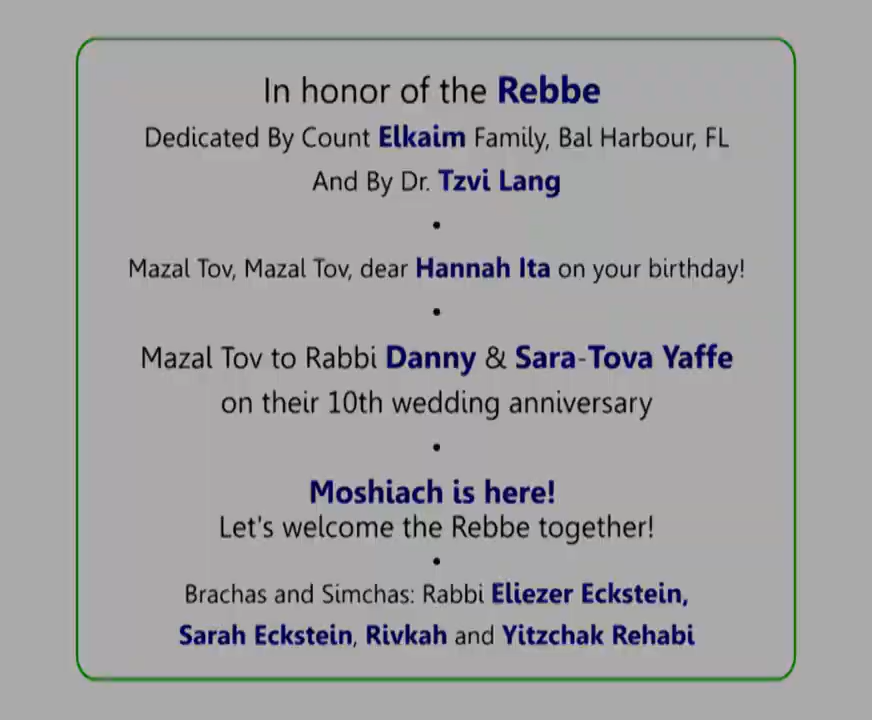 In honor of the Rebbe
Dedicated By Count Elkaim Family, Bal Harbour, FL
And By Dr. Tzvi Lang
•
Mazal Tov, Mazal Tov, dear Hannah Ita on your birthday!
•
Mazal Tov to Rabbi Danny & Sara-Tova Yaffe
on their 10th wedding anniversary
•
Moshiach is here!
Let's welcome the Rebbe together!
•
Brachas and Simchas: Rabbi Eliezer Eckstein,
Sarah Eckstein, Rivkah and Yitzchak Rehabi